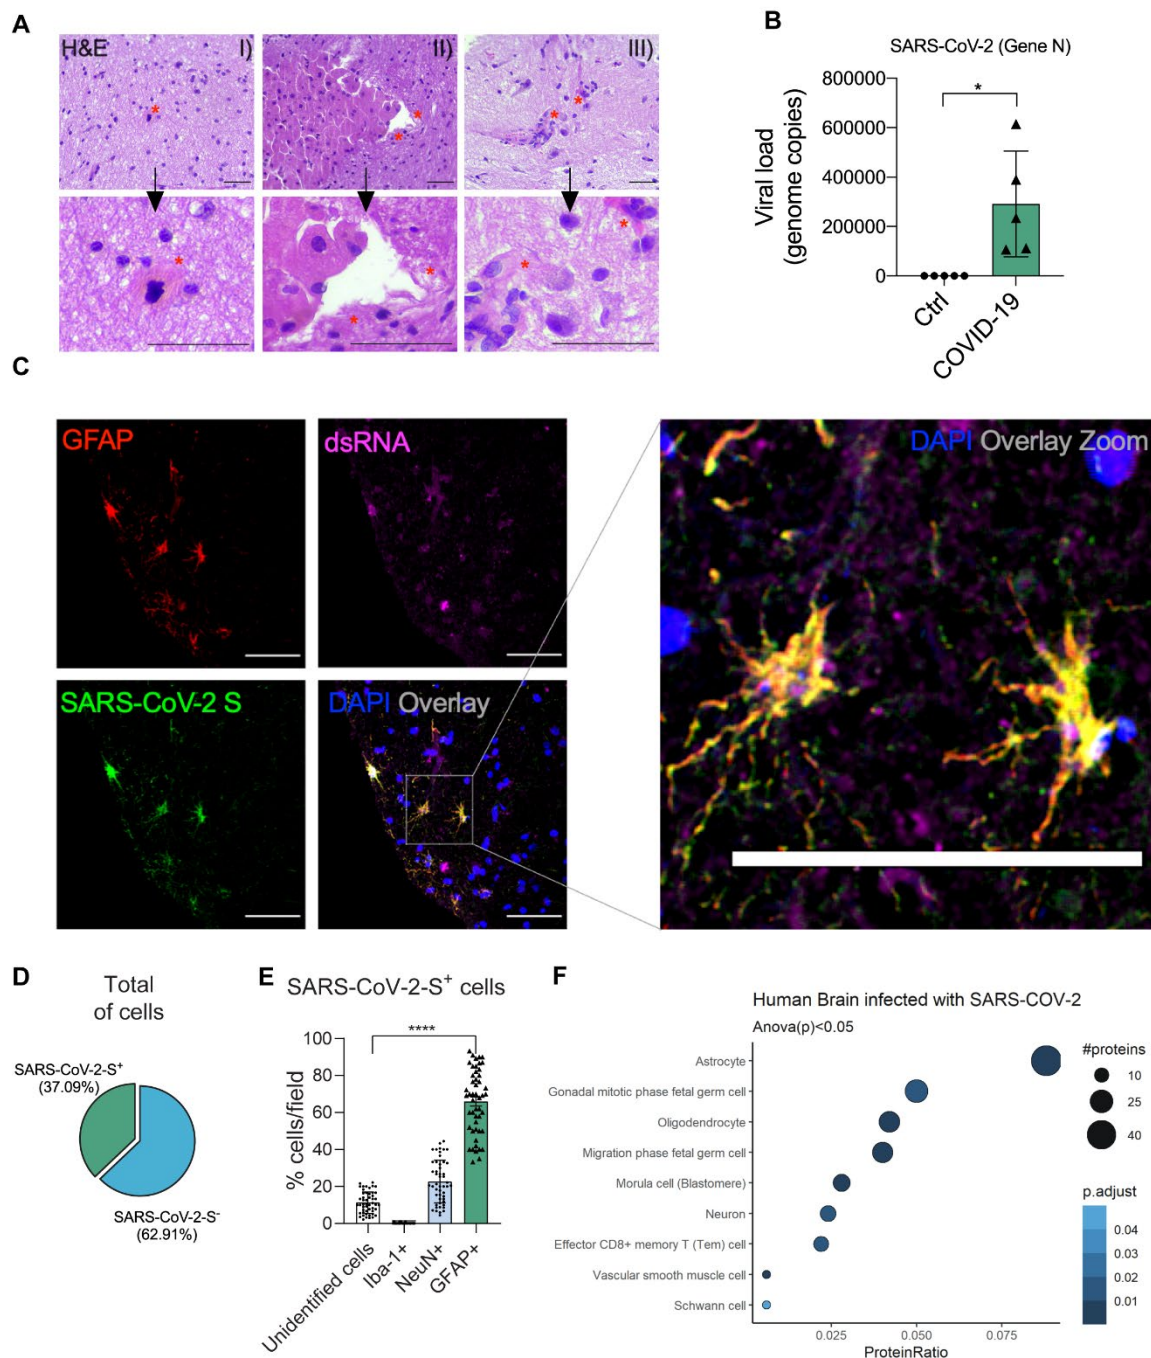 A
H&E
I)
II)
III)
B
SARS-CoV-2 (Gene N)
*
800000
600000
400000
200000
0
Viral load
(genome copies)
Ctrl
COVID-19
C
GFAP
dsRNA
SARS-CoV-2 S
DAPI Overlay
DAPI Overlay Zoom
D
Total
of cells
SARS-CoV-2-S+
(37.09%)
SARS-CoV-2-S-
(62.91%)
E
SARS-CoV-2-S+ cells
****
100
80
60
40
20
0
% cells/field
Unidentified cells
Iba-1+
NeuN+
GFAP+
F
Human Brain infected with SARS-COV-2
Anova(p)<0.05
Astrocyte
Gonadal mitotic phase fetal germ cell
Oligodendrocyte
Migration phase fetal germ cell
Morula cell (Blastomere)
Neuron
Effector CD8+ memory T (Tem) cell
Vascular smooth muscle cell
Schwann cell
0.025
0.050
0.075
ProteinRatio
#proteins
10
25
40
p.adjust
0.04
0.03
0.02
0.01